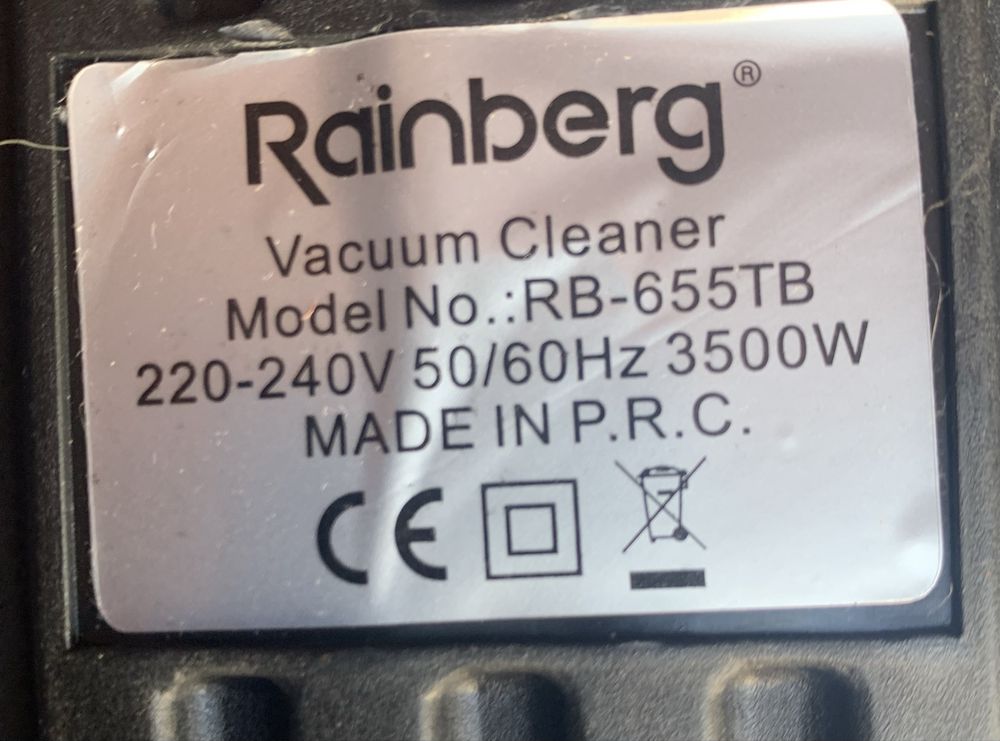 Rainberg®
Vacuum Cleaner
Model No.:RB-655TB
220-240V 50/60Hz 3500W
MADE IN P.R.C.
CE